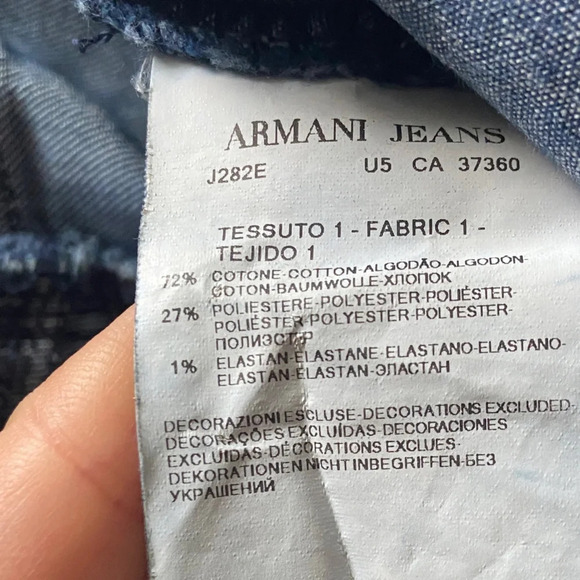 ARMANI JEANS
J282E U5 CA 37360
TESSUTO 1 - FABRIC 1 -
TEJIDO 1
72% COTONE-COTTON-ALGODÃO-ALGODÓN-
COTON-BAUMWOLLE-ХЛОПОК
27% POLIESTERE-POLYESTER-POLIÉSTER-
POLIÉSTER-POLYESTER-POLYESTER-
ПОЛИЭСТЕР
1% ELASTAN-ELASTANE-ELASTANO-ELASTANO-
ELASTAN-ELASTAN-ЭЛАСТАН
DECORAZIONI ESCLUSE-DECORATIONS EXCLUDED-
DECORAÇÕES EXCLUÍDAS-DECORACIONES
EXCLUIDAS-DÉCORATIONS EXCLUES-
DEKORATIONEN NICHT INBEGRIFFEN-БЕЗ
УКРАШЕНИЙ